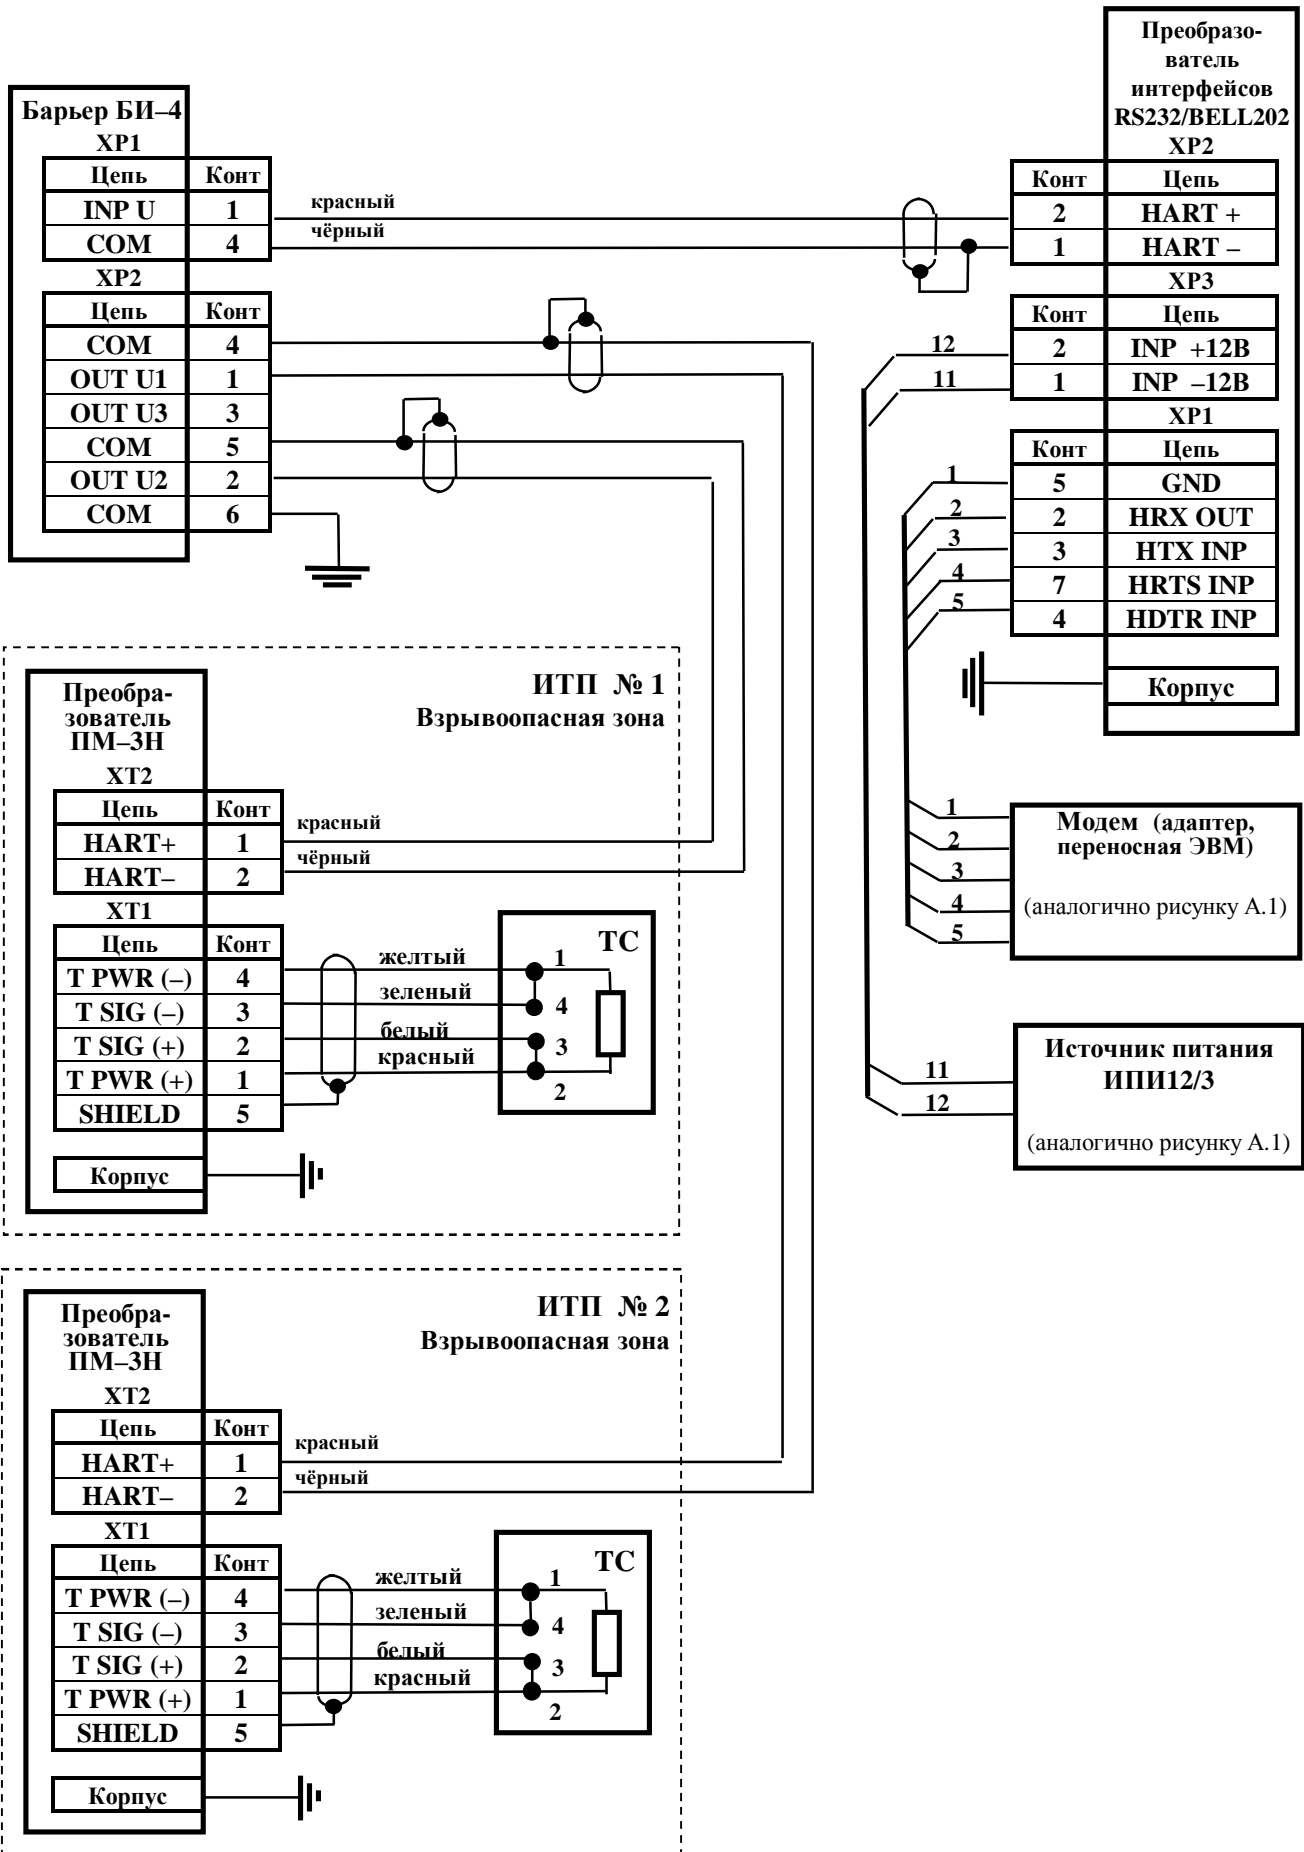 Барьер БИ–4
XP1
Цепь Конт
INP U 1
COM 4
XP2
Цепь Конт
COM 4
OUT U1 1
OUT U3 3
COM 5
OUT U2 2
COM 6
красный
чёрный
Преобразо-
ватель
интерфейсов
RS232/BELL202
XP2
Конт Цепь
2 HART +
1 HART –
XP3
Конт Цепь
12 2 INP +12В
11 1 INP –12В
XP1
Конт Цепь
1 5 GND
2 2 HRX OUT
3 3 HTX INP
4 7 HRTS INP
5 4 HDTR INP
Корпус
ИТП № 1
Взрывоопасная зона
Преобра-
зователь
ПМ–3Н
XT2
Цепь Конт
HART+ 1 красный
HART– 2 чёрный
XT1
Цепь Конт
T PWR (–) 4 желтый 1
T SIG (–) 3 зеленый 4
T SIG (+) 2 белый 3
T PWR (+) 1 красный 2
SHIELD 5
ТС
Корпус
1
2
3
4
5
Модем (адаптер,
переносная ЭВМ)
(аналогично рисунку А.1)
11
12
Источник питания
ИПИ12/3
(аналогично рисунку А.1)
ИТП № 2
Взрывоопасная зона
Преобра-
зователь
ПМ–3Н
XT2
Цепь Конт
HART+ 1 красный
HART– 2 чёрный
XT1
Цепь Конт
T PWR (–) 4 желтый 1
T SIG (–) 3 зеленый 4
T SIG (+) 2 белый 3
T PWR (+) 1 красный 2
SHIELD 5
ТС
Корпус